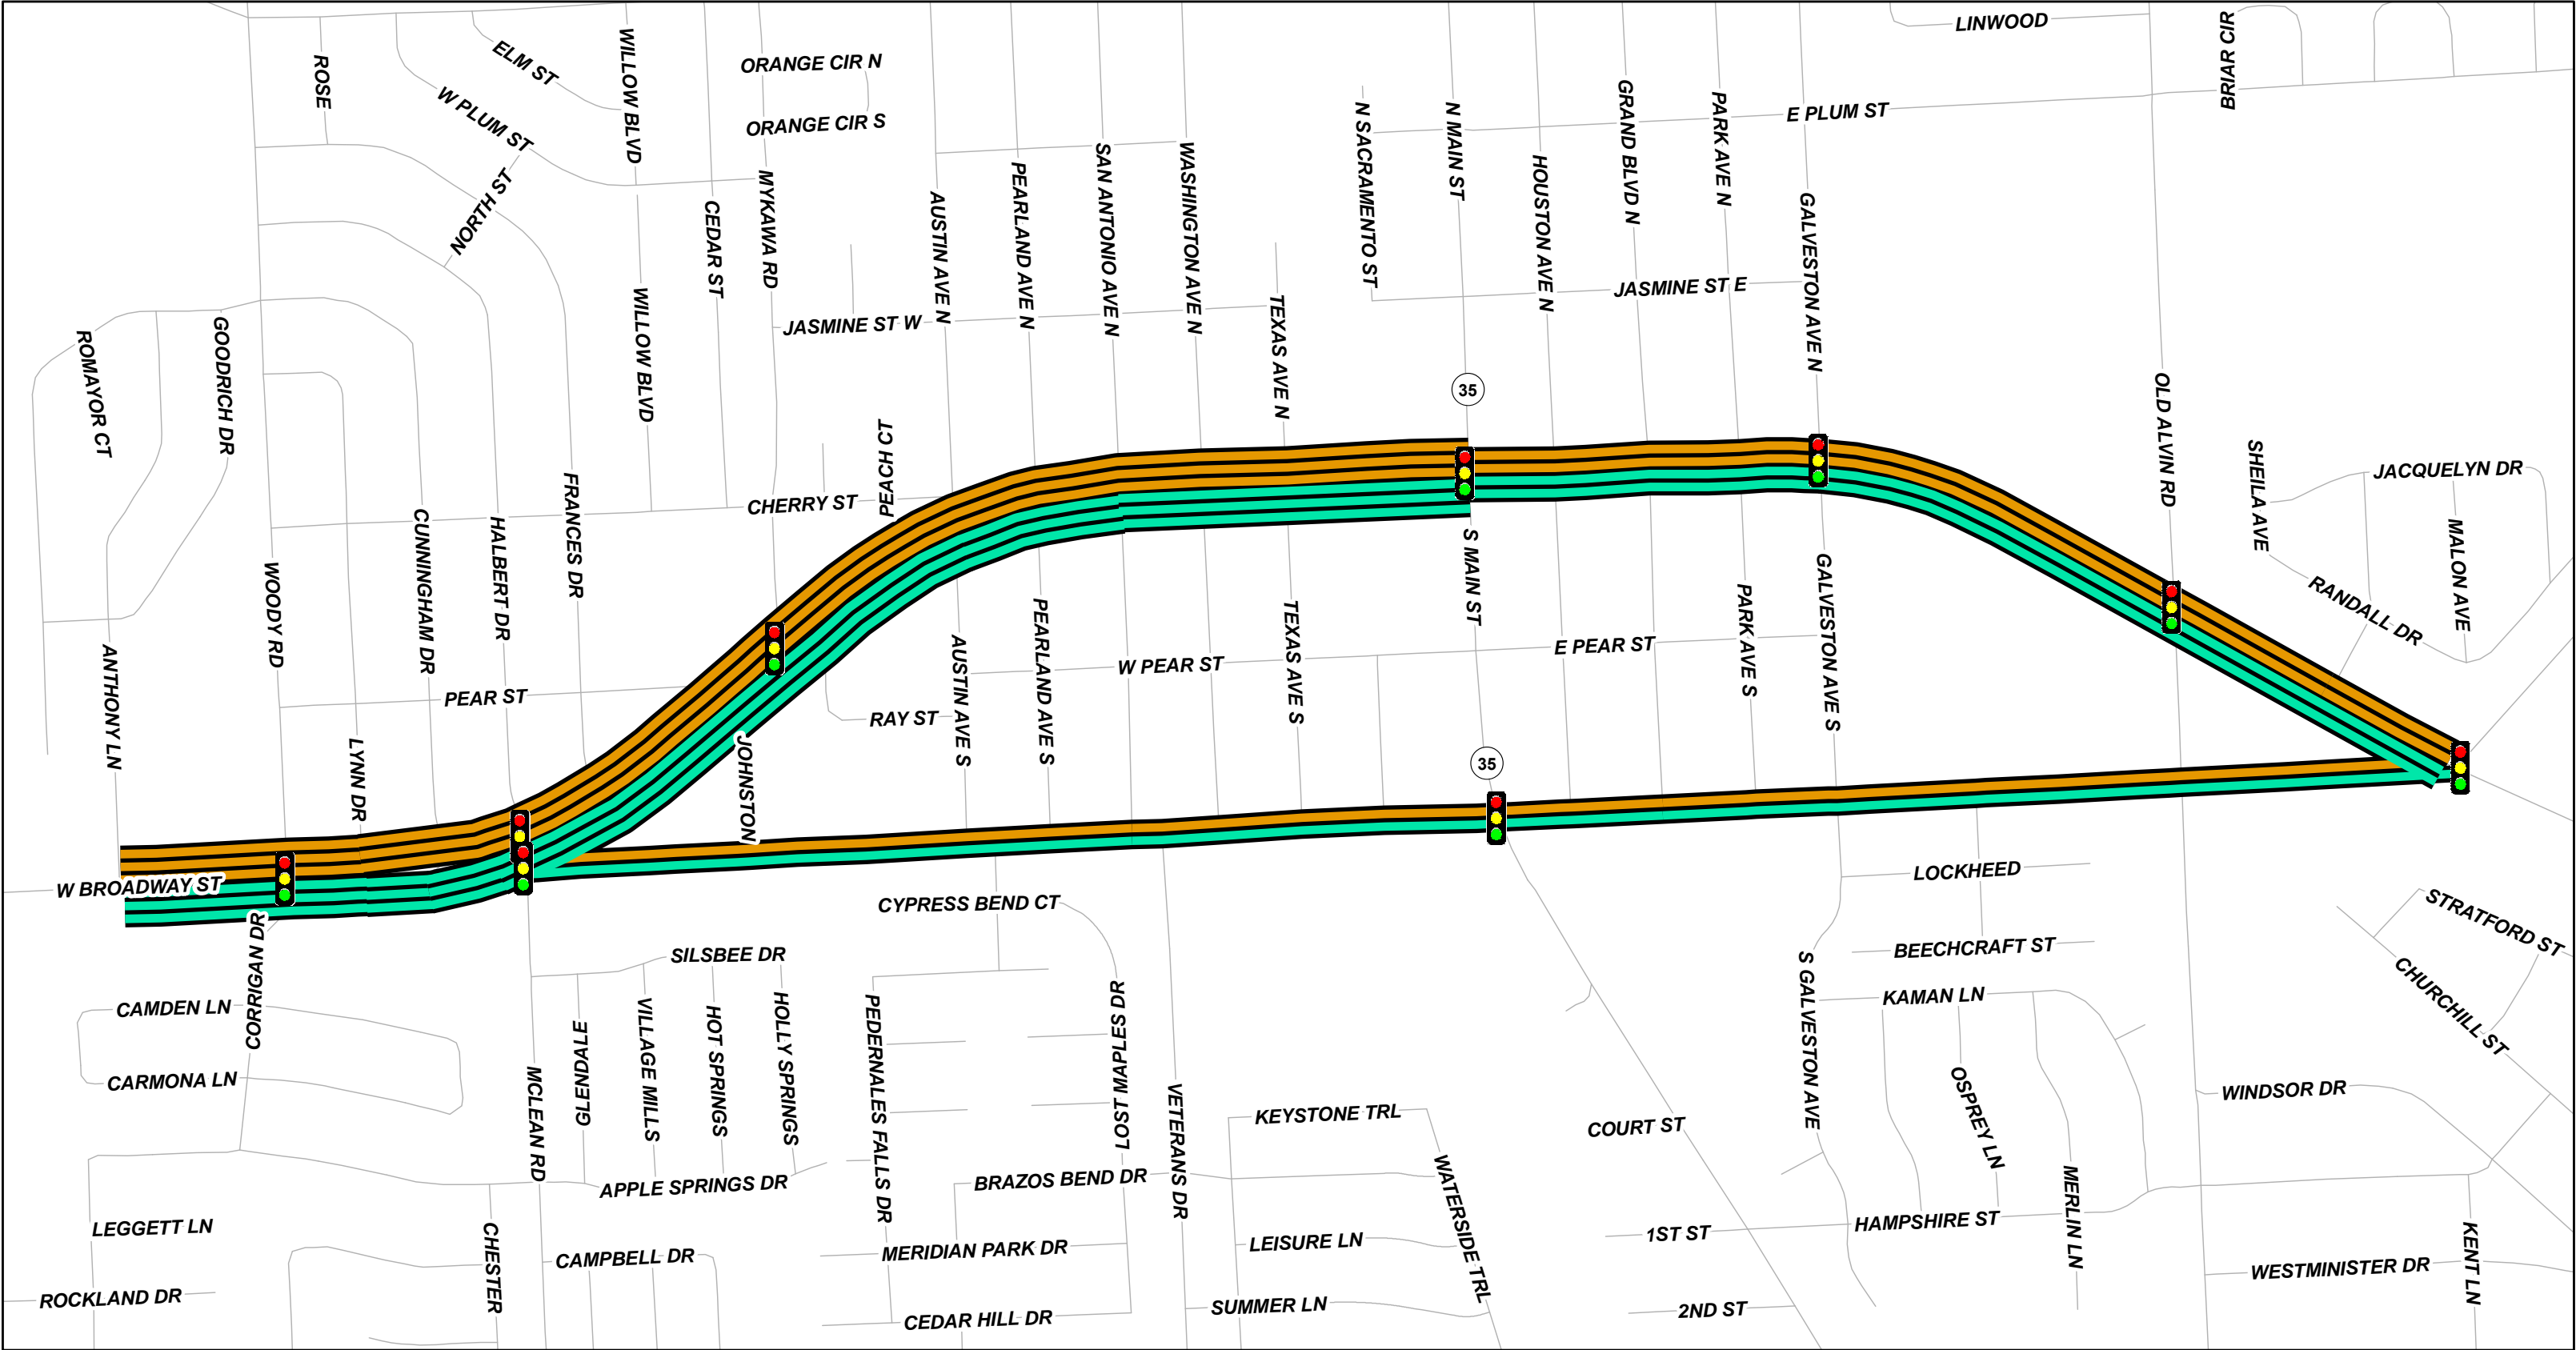 LINWOOD
BRIAR CIR
ROSE
ELM ST
WILLOW BLVD
ORANGE CIR N
W PLUM ST
ORANGE CIR S
N SACRAMENTO ST
N MAIN ST
GRAND BLVD N
PARK AVE N
E PLUM ST
NORTH ST
CEDAR ST
MYKAWA RD
AUSTIN AVE N
PEARLAND AVE N
SAN ANTONIO AVE N
WASHINGTON AVE N
HOUSTON AVE N
GALVESTON AVE N
JASMINE ST E
ROMAYOR CT
GOODRICH DR
WILLOW BLVD
JASMINE ST W
TEXAS AVE N
35
OLD ALVIN RD
PEACH CT
CHERRY ST
SHEILA AVE
JACQUELYN DR
MALON AVE
RANDALL DR
WOODY RD
CUNNINGHAM DR
HALBERT DR
FRANCES DR
S MAIN ST
ANTHONY LN
PEAR ST
LYNN DR
JOHNSTON
RAY ST
AUSTIN AVE S
PEARLAND AVE S
W PEAR ST
TEXAS AVE S
E PEAR ST
PARK AVE S
GALVESTON AVE S
35
W BROADWAY ST
CORRIGAN DR
CYPRESS BEND CT
LOCKHEED
BEECHCRAFT ST
STRATFORD ST
CHURCHILL ST
SILSBEE DR
CAMDEN LN
CARMONA LN
MCLEAN RD
GLENDALE
VILLAGE MILLS
HOT SPRINGS
HOLLY SPRINGS
PEDERNALES FALLS DR
LOST MAPLES DR
VETERANS DR
S GALVESTON AVE
KAMAN LN
OSPREY LN
MERLIN LN
WINDSOR DR
KEYSTONE TRL
COURT ST
APPLE SPRINGS DR
BRAZOS BEND DR
WATERSIDE TRL
LEGGETT LN
CHESTER
CAMPBELL DR
MERIDIAN PARK DR
LEISURE LN
1ST ST
HAMPSHIRE ST
KENT LN
WESTMINISTER DR
ROCKLAND DR
CEDAR HILL DR
SUMMER LN
2ND ST